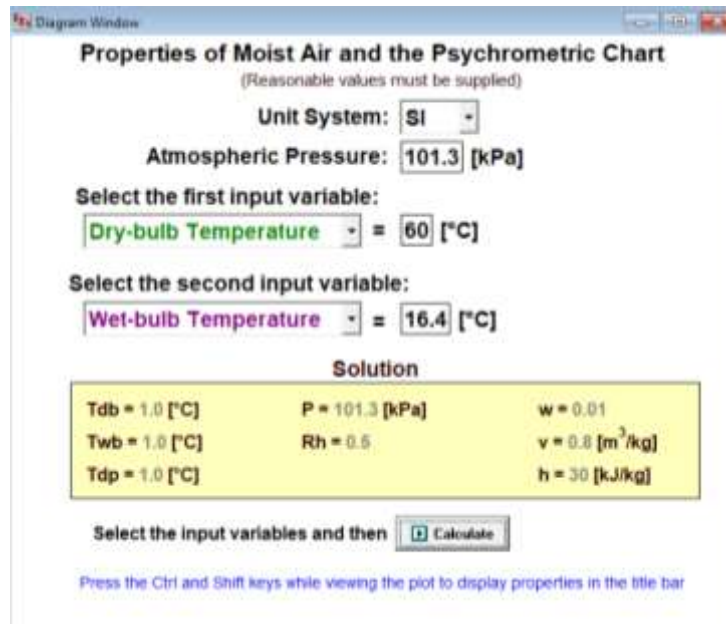 Diagram Window
Properties of Moist Air and the Psychrometric Chart
(Reasonable values must be supplied)
Unit System: SI
Atmospheric Pressure: 101.3 [kPa]
Select the first input variable:
Dry-bulb Temperature = 60 [°C]
Select the second input variable:
Wet-bulb Temperature = 16.4 [°C]
Solution
Tdb = 1.0 [°C] P = 101.3 [kPa] w = 0.01
Twb = 1.0 [°C] Rh = 0.5 v = 0.8 [m³/kg]
Tdp = 1.0 [°C] h = 30 [kJ/kg]
Select the input variables and then Calculate
Press the Ctrl and Shift keys while viewing the plot to display properties in the title bar